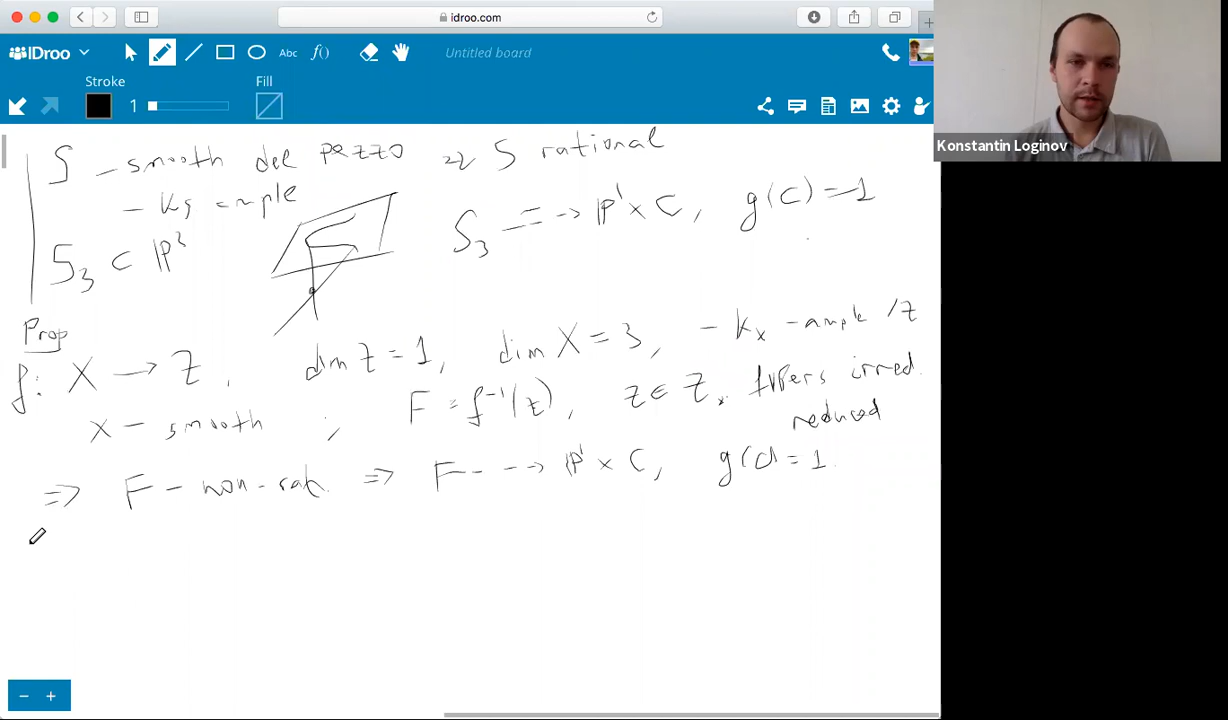 idroo.com
IDroo
Abc
f()
Untitled board
Stroke
1
Fill
Konstantin Loginov
S – smooth del pezzo ⇒ S rational
– K_S ample
S_3 ⊂ P^3
S_3 ⇢ P^1 × C, g(C) = 1
Prop
f: X → Z, dim Z = 1, dim X = 3, – K_X – ample /Z
X – smooth ; F = f^{-1}(z), z ∈ Z. fibers irred. reduced
⇒ F – non-rat. ⇒ F ⇢ P^1 × C, g(C) = 1.